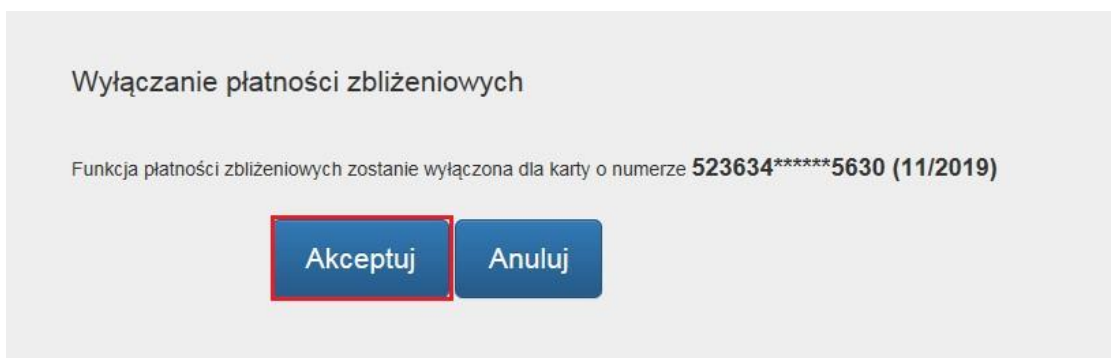 Wyłączanie płatności zbliżeniowych
Funkcja płatności zbliżeniowych zostanie wyłączona dla karty o numerze 523634******5630 (11/2019)
Akceptuj Anuluj